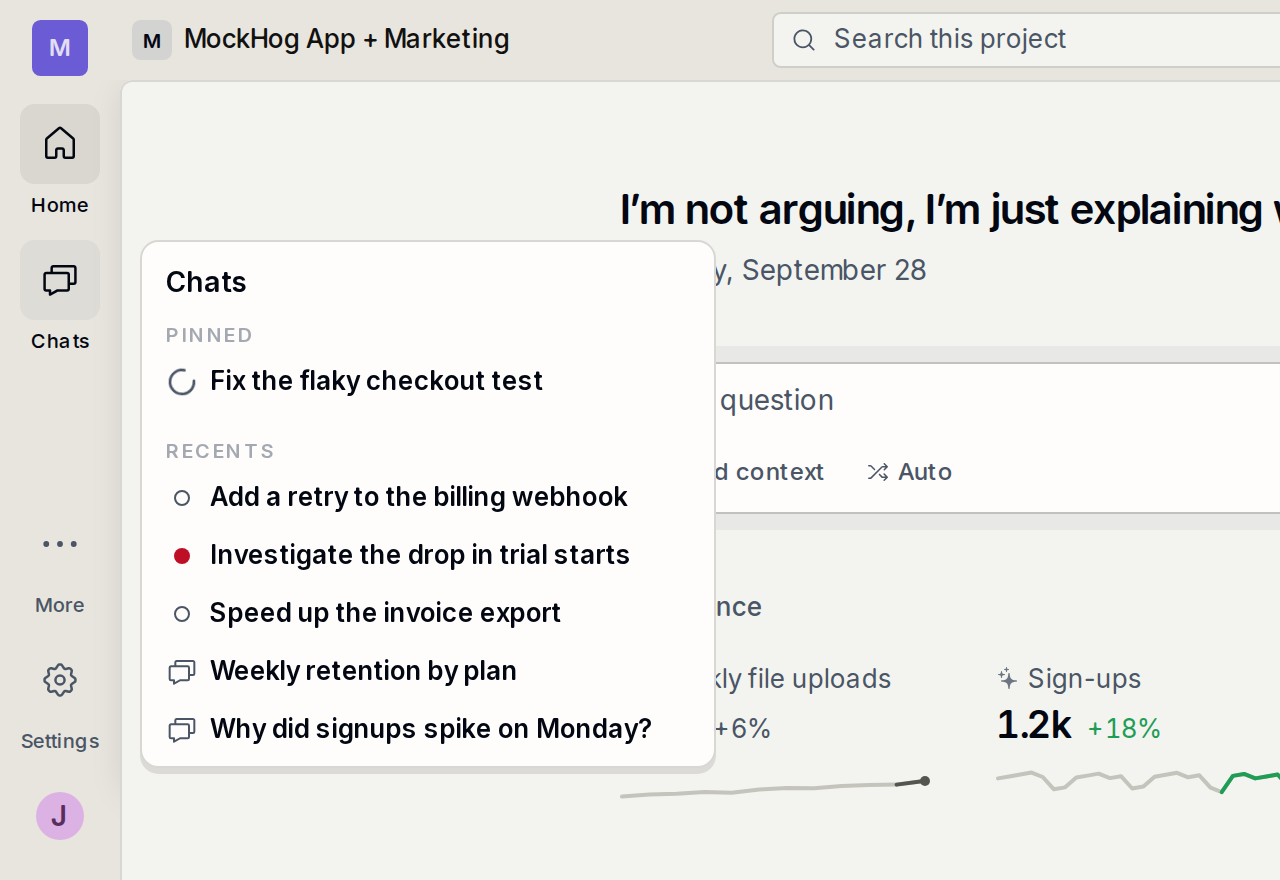 M
M MockHog App + Marketing
Search this project
Home
Chats
More
Settings
J
I'm not arguing, I'm just explaining
y, September 28
Chats
PINNED
Fix the flaky checkout test
RECENTS
Add a retry to the billing webhook
Investigate the drop in trial starts
Speed up the invoice export
Weekly retention by plan
Why did signups spike on Monday?
question
d context
Auto
nce
kly file uploads
+6%
Sign-ups
1.2k +18%